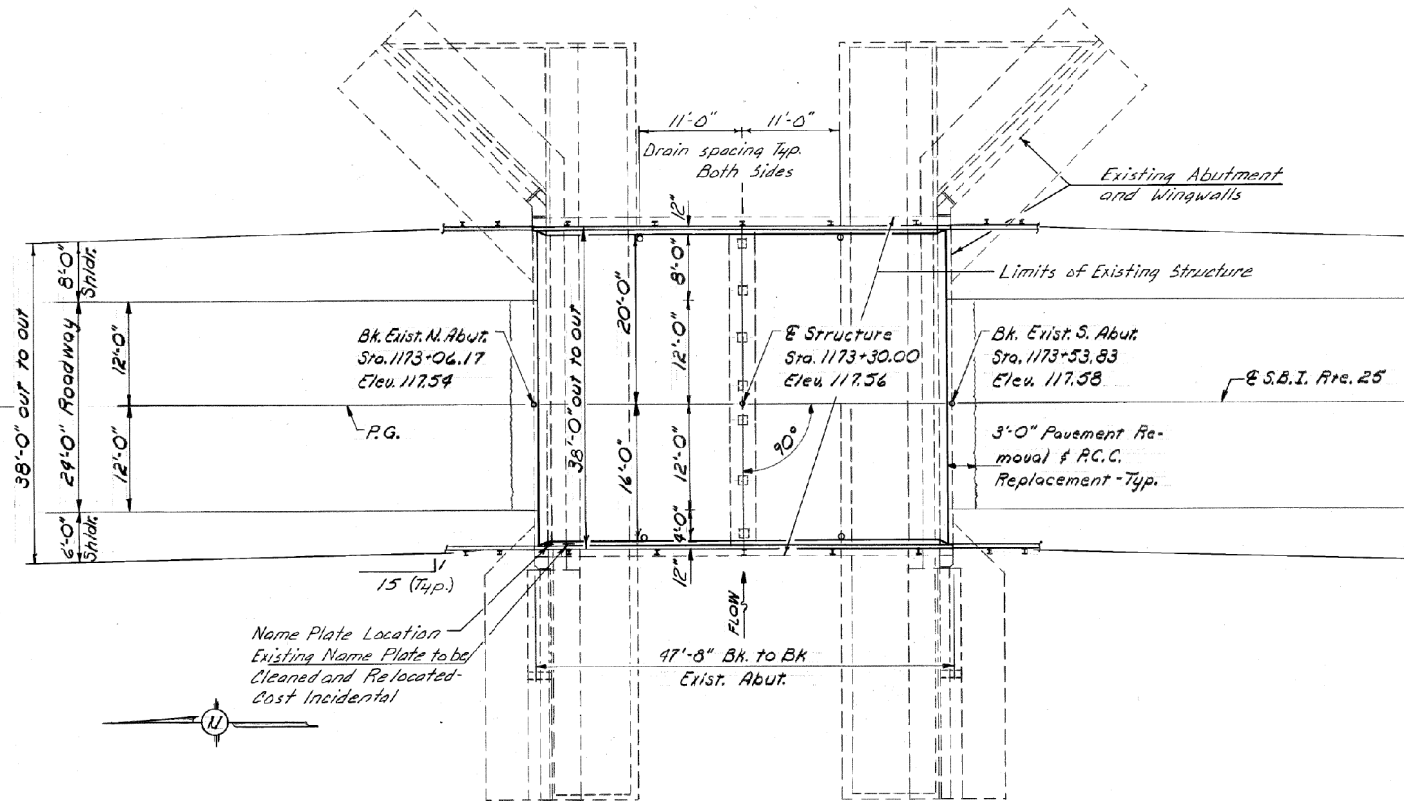 11'-0" 11'-0"
Drain spacing Typ.
Both Sides
Existing Abutment
and Wingwalls
12"
8'-0"
Shldr.
8'-0"
Limits of Existing Structure
38'-0" out to out
24'-0" Roadway
12'-0"
38'-0" out to out
20'-0"
12'-0"
Bk. Exist. N. Abut.
Sta. 1173+06.17
Elev. 117.54
℄ Structure
Sta. 1173+30.00
Elev. 117.56
Bk. Exist. S. Abut.
Sta. 1173+53.83
Elev. 117.58
℄ S.B.I. Rte. 25
P.G.
90°
12'-0"
16'-0"
12'-0"
3'-0" Pavement Re-
moval & P.C.C.
Replacement - Typ.
6'-0"
Shldr.
4'-0"
12"
15 (Typ.)
1
FLOW
Name Plate Location
Existing Name Plate to be
Cleaned and Relocated-
Cost Incidental
47'-8" Bk. to Bk
Exist. Abut.
N